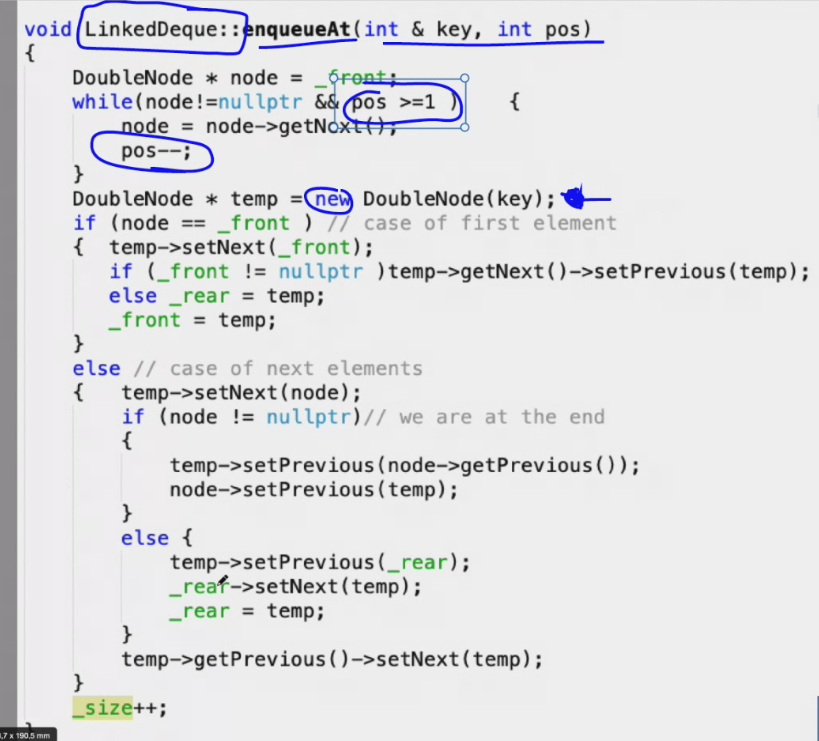 void LinkedDeque::enqueueAt(int & key, int pos)
{
DoubleNode * node = _front;
while(node!=nullptr && pos >=1 ) {
node = node->getNext();
pos--;
}
DoubleNode * temp = new DoubleNode(key);
if (node == _front ) // case of first element
{ temp->setNext(_front);
if (_front != nullptr )temp->getNext()->setPrevious(temp);
else _rear = temp;
_front = temp;
}
else // case of next elements
{ temp->setNext(node);
if (node != nullptr)// we are at the end
{
temp->setPrevious(node->getPrevious());
node->setPrevious(temp);
}
else {
temp->setPrevious(_rear);
_rear->setNext(temp);
_rear = temp;
}
temp->getPrevious()->setNext(temp);
}
_size++;